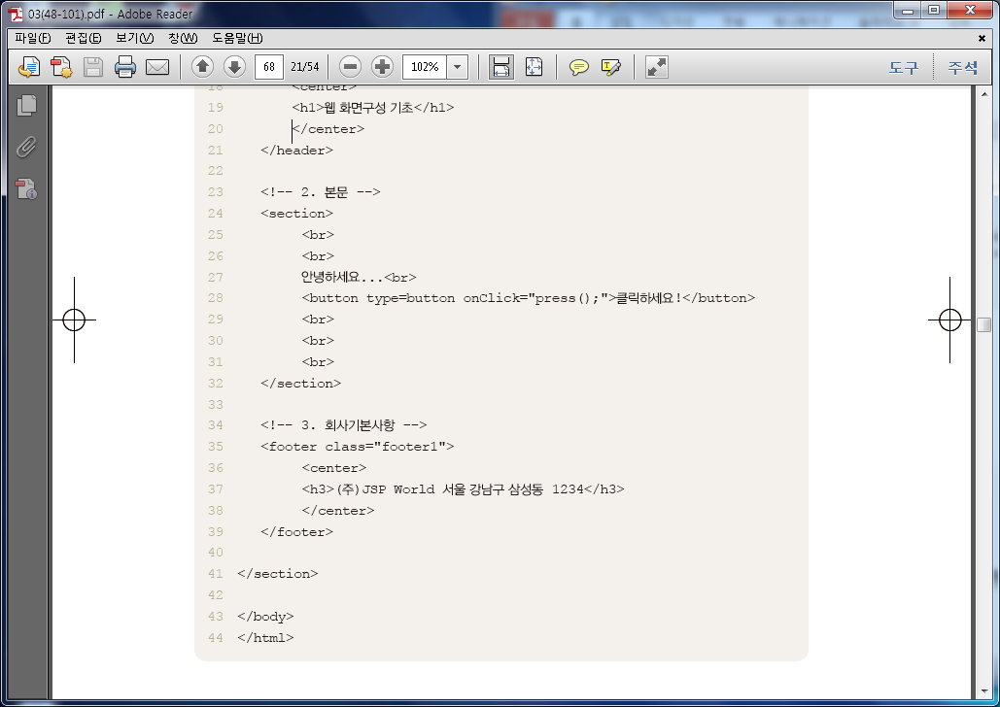 03(48-101).pdf - Adobe Reader
파일(F) 편집(E) 보기(V) 창(W) 도움말(H)
68 21/54 102% 도구 주석
18 <center>
19 <h1>웹 화면구성 기초</h1>
20 </center>
21 </header>
22
23 <!-- 2. 본문 -->
24 <section>
25 <br>
26 <br>
27 안녕하세요...<br>
28 <button type=button onClick="press();">클릭하세요!</button>
29 <br>
30 <br>
31 <br>
32 </section>
33
34 <!-- 3. 회사기본사항 -->
35 <footer class="footer1">
36 <center>
37 <h3>(주)JSP World 서울 강남구 삼성동 1234</h3>
38 </center>
39 </footer>
40
41 </section>
42
43 </body>
44 </html>